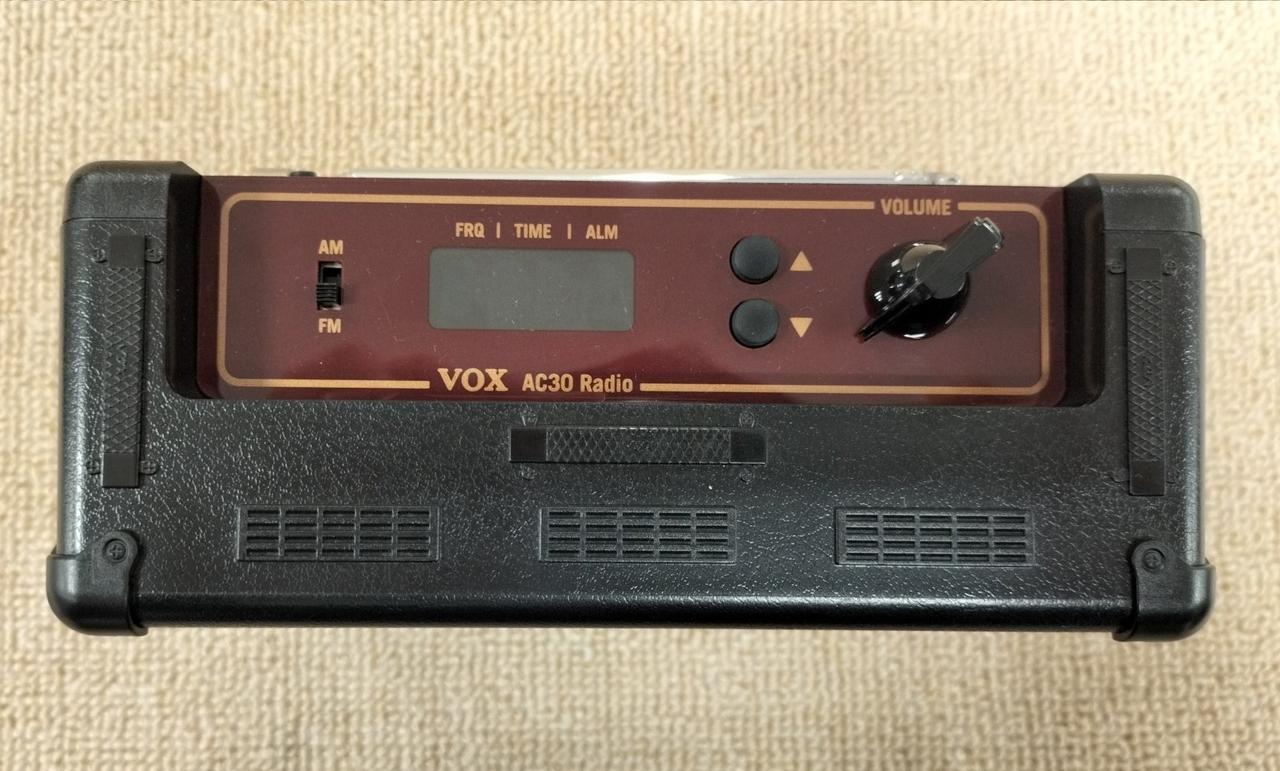 VOLUME
FRQ | TIME | ALM
AM
FM
VOX AC30 Radio